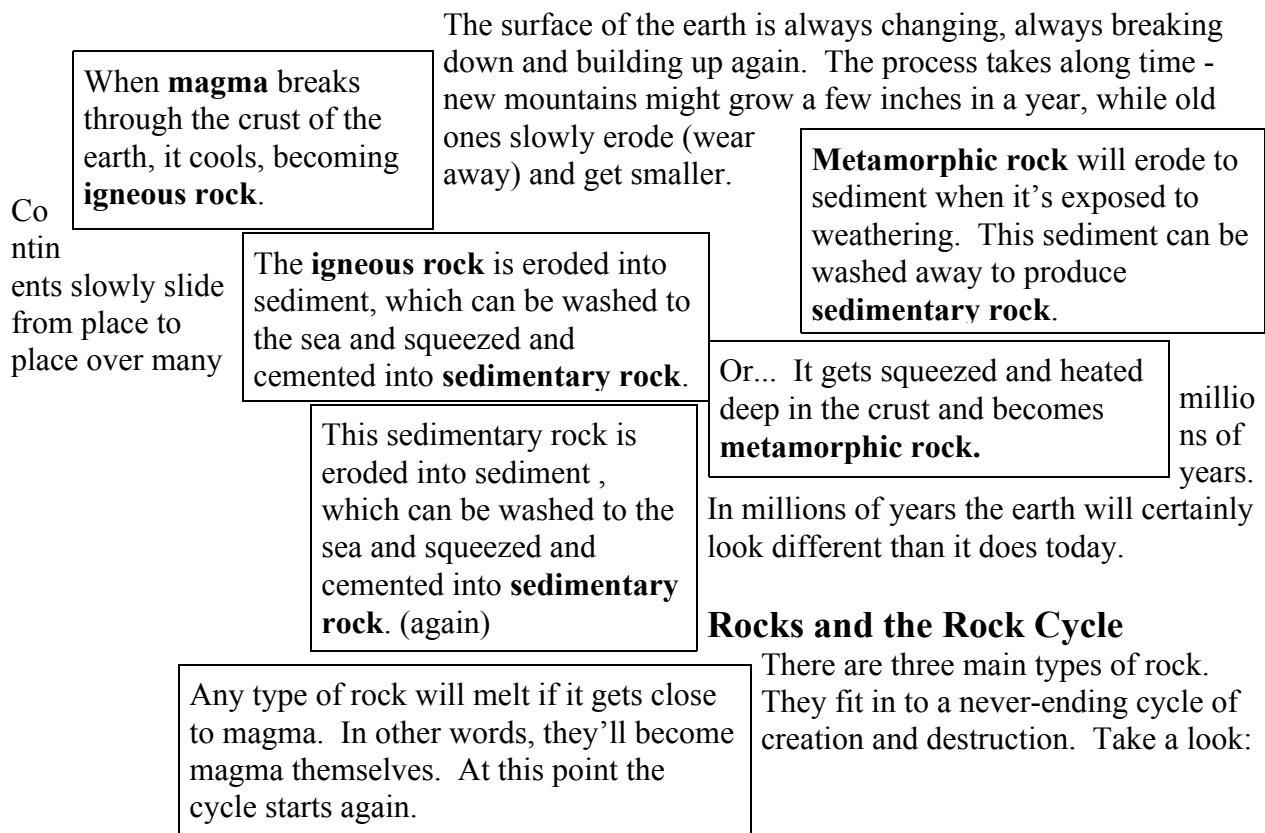 The surface of the earth is always changing, always breaking
down and building up again.  The process takes along time -
new mountains might grow a few inches in a year, while old
ones slowly erode (wear
away) and get smaller.
Co
ntin
ents slowly slide
from place to
place over many
millio
ns of
years.
In millions of years the earth will certainly
look different than it does today.
Rocks and the Rock Cycle
There are three main types of rock.
They fit in to a never-ending cycle of
creation and destruction.  Take a look:
When magma breaks
through the crust of the
earth, it cools, becoming
igneous rock.
The igneous rock is eroded into
sediment, which can be washed to
the sea and squeezed and
cemented into sedimentary rock.
This sedimentary rock is
eroded into sediment ,
which can be washed to the
sea and squeezed and
cemented into sedimentary
rock. (again)
Or...  It gets squeezed and heated
deep in the crust and becomes
metamorphic rock.
Metamorphic rock will erode to
sediment when it’s exposed to
weathering.  This sediment can be
washed away to produce
sedimentary rock.
Any type of rock will melt if it gets close
to magma.  In other words, they’ll become
magma themselves.  At this point the
cycle starts again.